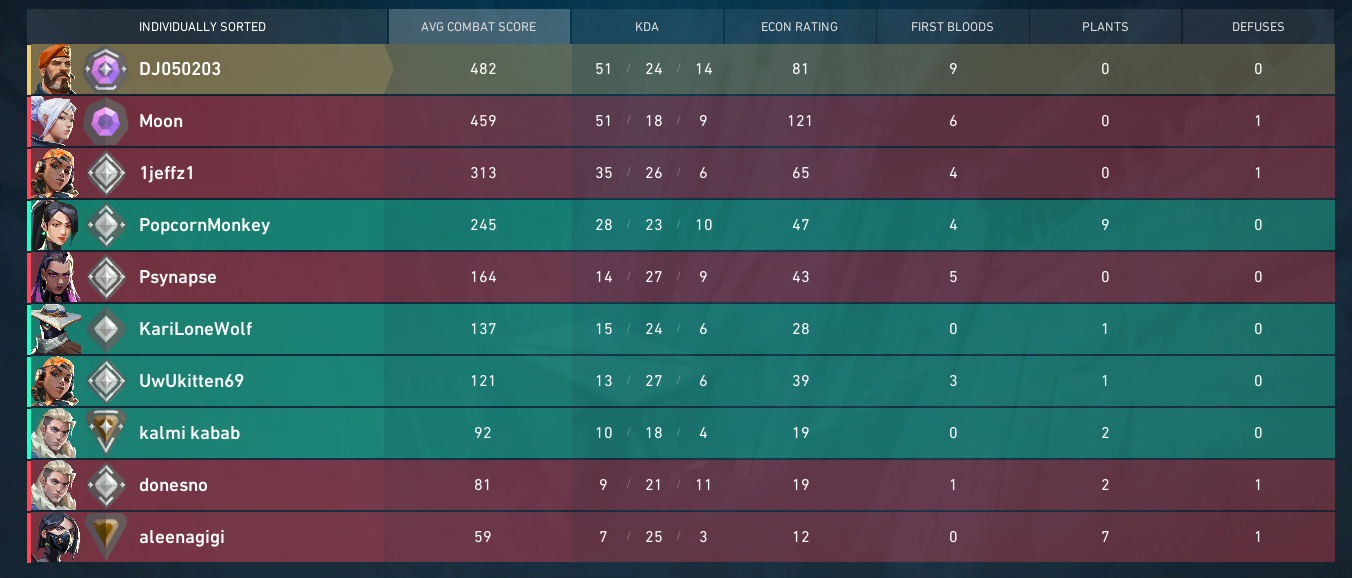 INDIVIDUALLY SORTED AVG COMBAT SCORE KDA ECON RATING FIRST BLOODS PLANTS DEFUSES
DJ050203 482 51 / 24 / 14 81 9 0 0
Moon 459 51 / 18 / 9 121 6 0 1
1jeffz1 313 35 / 26 / 6 65 4 0 1
PopcornMonkey 245 28 / 23 / 10 47 4 9 0
Psynapse 164 14 / 27 / 9 43 5 0 0
KariLoneWolf 137 15 / 24 / 6 28 0 1 0
UwUkitten69 121 13 / 27 / 6 39 3 1 0
kalmi kabab 92 10 / 18 / 4 19 0 2 0
donesno 81 9 / 21 / 11 19 1 2 1
aleenagigi 59 7 / 25 / 3 12 0 7 1